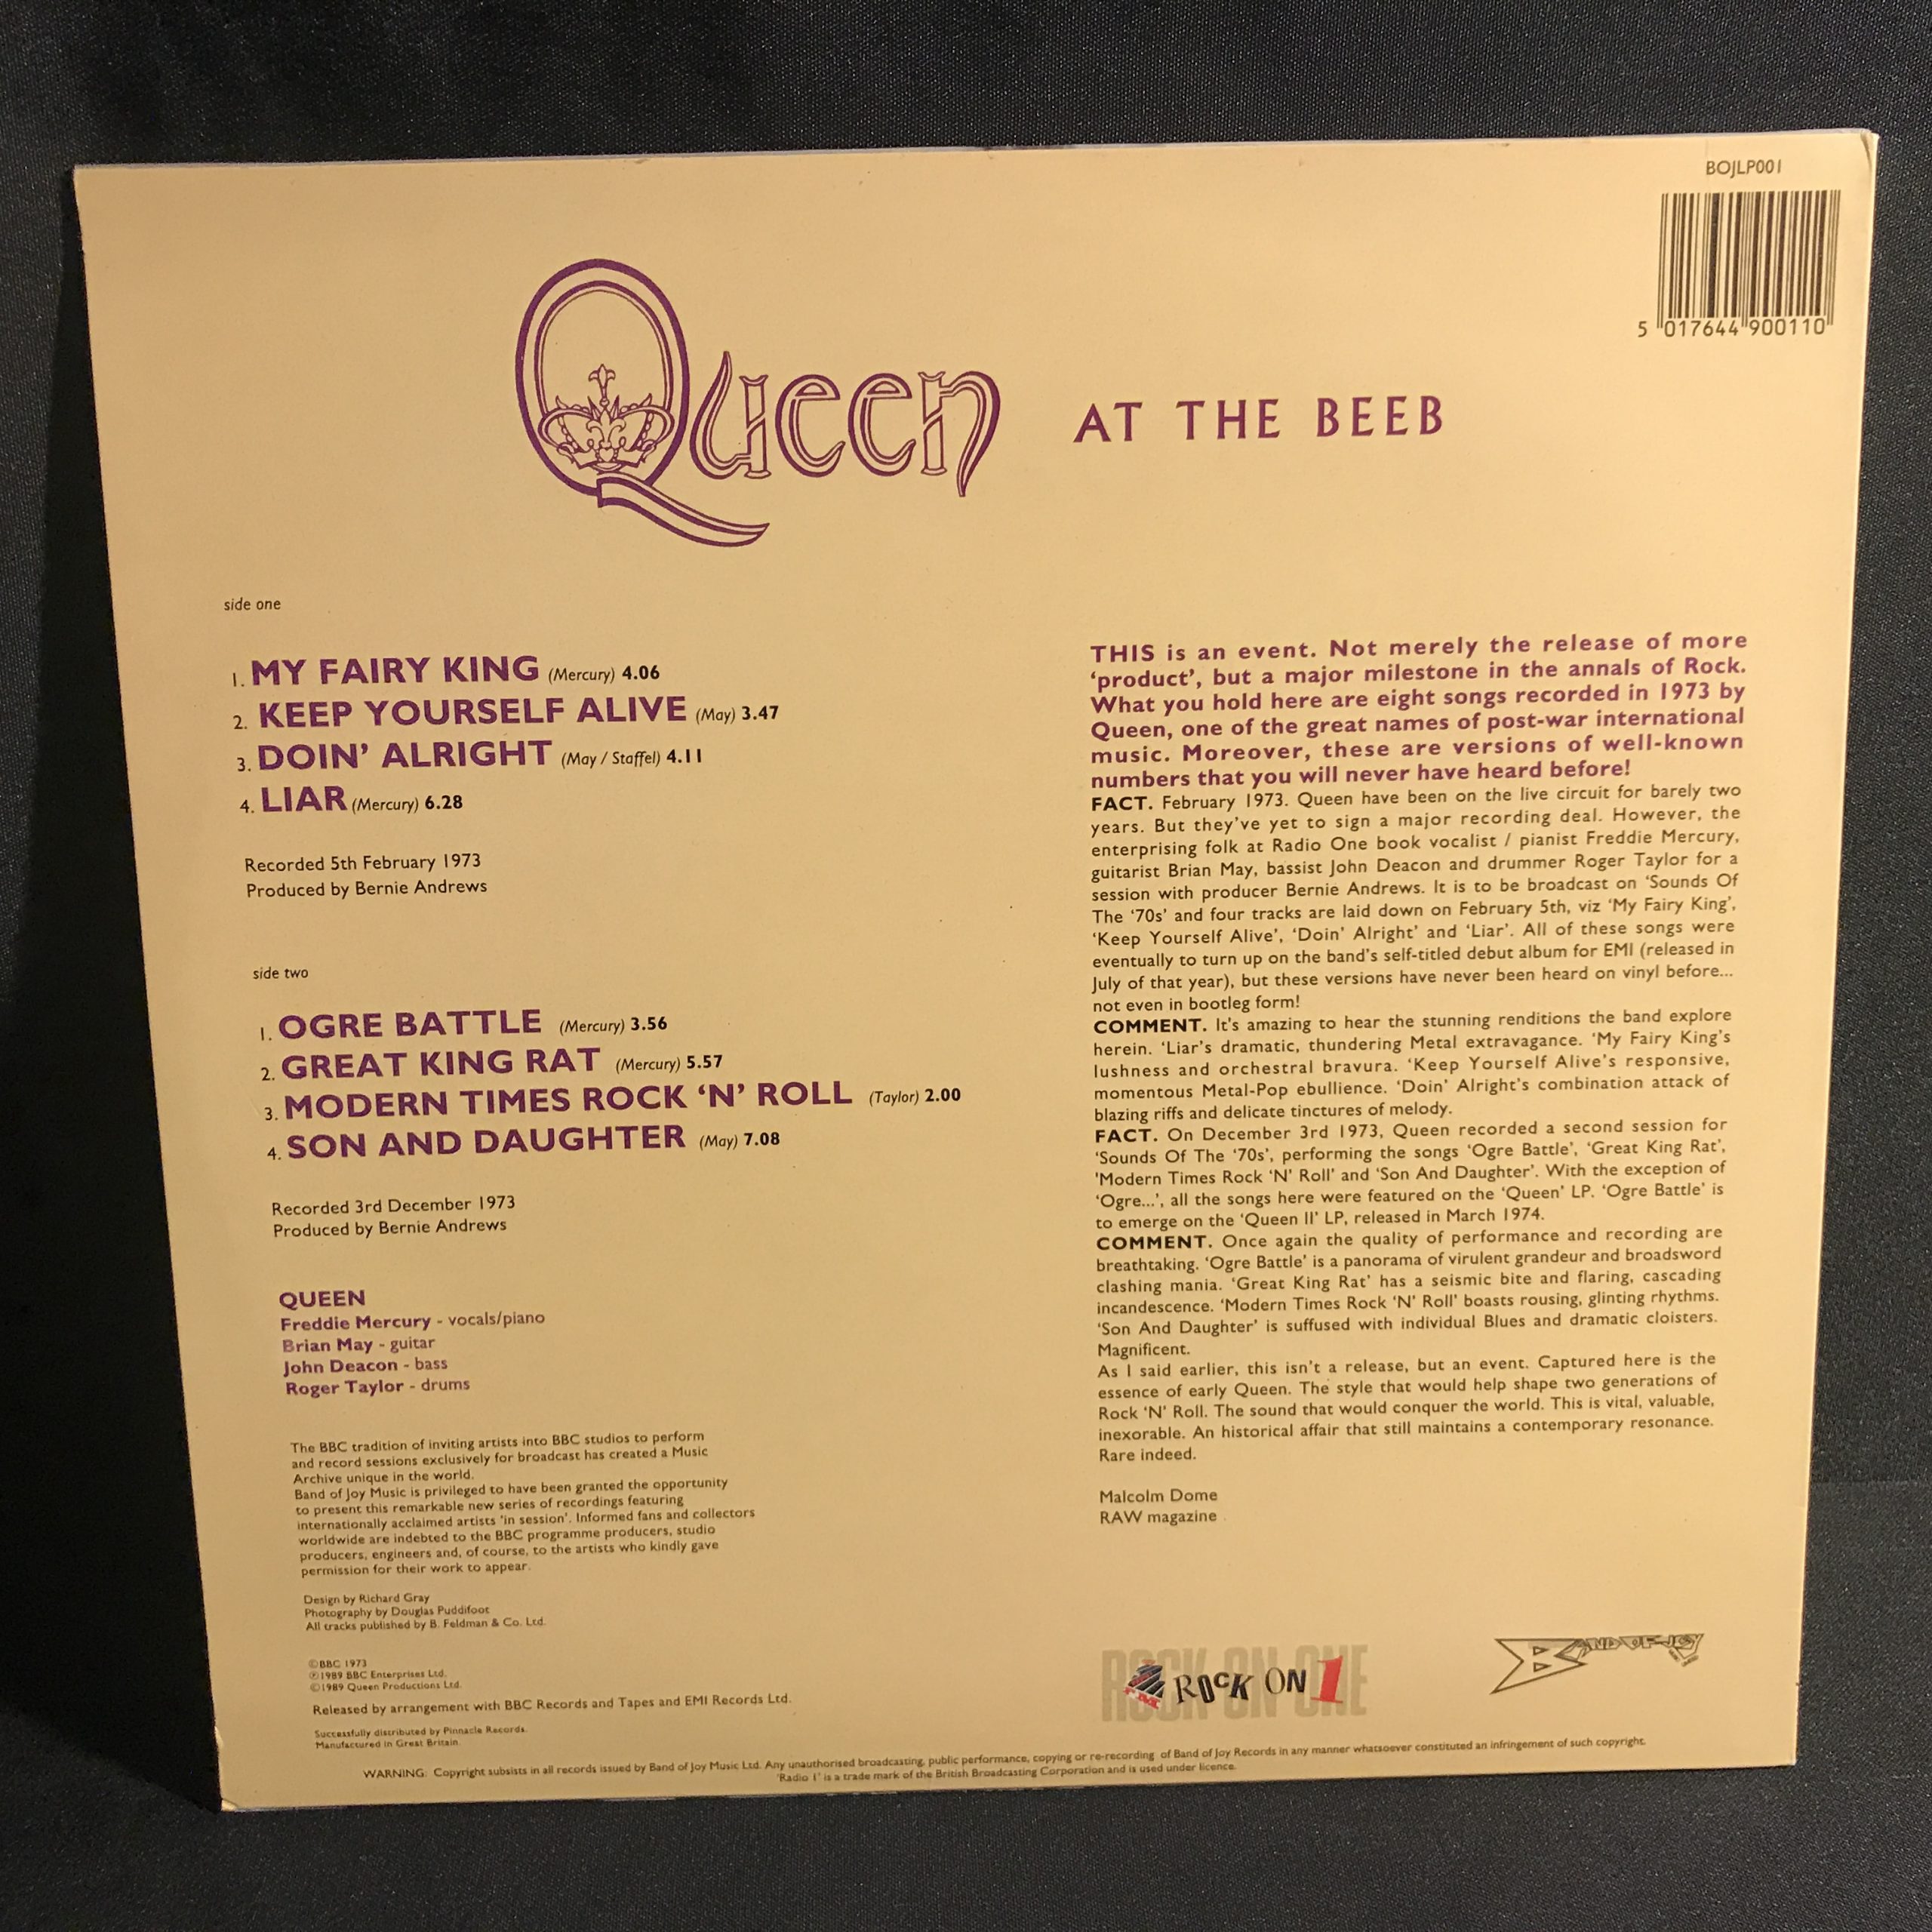 BOJLP001
5 017644 900110
Queen AT THE BEEB
side one
1. MY FAIRY KING (Mercury) 4.06
2. KEEP YOURSELF ALIVE (May) 3.47
3. DOIN’ ALRIGHT (May / Staffel) 4.11
4. LIAR (Mercury) 6.28
Recorded 5th February 1973
Produced by Bernie Andrews
side two
1. OGRE BATTLE (Mercury) 3.56
2. GREAT KING RAT (Mercury) 5.57
3. MODERN TIMES ROCK ‘N’ ROLL (Taylor) 2.00
4. SON AND DAUGHTER (May) 7.08
Recorded 3rd December 1973
Produced by Bernie Andrews
QUEEN
Freddie Mercury - vocals/piano
Brian May - guitar
John Deacon - bass
Roger Taylor - drums
The BBC tradition of inviting artists into BBC studios to perform
and record sessions exclusively for broadcast has created a Music
Archive unique in the world.
Band of Joy Music is privileged to have been granted the opportunity
to present this remarkable new series of recordings featuring
internationally acclaimed artists ‘in session’. Informed fans and collectors
worldwide are indebted to the BBC programme producers, studio
producers, engineers and, of course, to the artists who kindly gave
permission for their work to appear.
Design by Richard Gray
Photography by Douglas Puddifoot
All tracks published by B. Feldman & Co. Ltd.
©BBC 1973
℗1989 BBC Enterprises Ltd.
©1989 Queen Productions Ltd.
Released by arrangement with BBC Records and Tapes and EMI Records Ltd.
Successfully distributed by Pinnacle Records.
Manufactured in Great Britain.
THIS is an event. Not merely the release of more
‘product’, but a major milestone in the annals of Rock.
What you hold here are eight songs recorded in 1973 by
Queen, one of the great names of post-war international
music. Moreover, these are versions of well-known
numbers that you will never have heard before!
FACT. February 1973. Queen have been on the live circuit for barely two
years. But they’ve yet to sign a major recording deal. However, the
enterprising folk at Radio One book vocalist / pianist Freddie Mercury,
guitarist Brian May, bassist John Deacon and drummer Roger Taylor for a
session with producer Bernie Andrews. It is to be broadcast on ‘Sounds Of
The ‘70s’ and four tracks are laid down on February 5th, viz ‘My Fairy King’,
‘Keep Yourself Alive’, ‘Doin’ Alright’ and ‘Liar’. All of these songs were
eventually to turn up on the band’s self-titled debut album for EMI (released in
July of that year), but these versions have never been heard on vinyl before...
not even in bootleg form!
COMMENT. It’s amazing to hear the stunning renditions the band explore
herein. ‘Liar’s dramatic, thundering Metal extravagance. ‘My Fairy King’s
lushness and orchestral bravura. ‘Keep Yourself Alive’s responsive,
momentous Metal-Pop ebullience. ‘Doin’ Alright’s combination attack of
blazing riffs and delicate tinctures of melody.
FACT. On December 3rd 1973, Queen recorded a second session for
‘Sounds Of The ‘70s’, performing the songs ‘Ogre Battle’, ‘Great King Rat’,
'Modern Times Rock ‘N’ Roll’ and ‘Son And Daughter’. With the exception of
‘Ogre...’, all the songs here were featured on the ‘Queen’ LP. ‘Ogre Battle’ is
to emerge on the ‘Queen II’ LP, released in March 1974.
COMMENT. Once again the quality of performance and recording are
breathtaking. ‘Ogre Battle’ is a panorama of virulent grandeur and broadsword
clashing mania. ‘Great King Rat’ has a seismic bite and flaring, cascading
incandescence. ‘Modern Times Rock ‘N’ Roll’ boasts rousing, glinting rhythms.
‘Son And Daughter’ is suffused with individual Blues and dramatic cloisters.
Magnificent.
As I said earlier, this isn’t a release, but an event. Captured here is the
essence of early Queen. The style that would help shape two generations of
Rock ‘N’ Roll. The sound that would conquer the world. This is vital, valuable,
inexorable. An historical affair that still maintains a contemporary resonance.
Rare indeed.
Malcolm Dome
RAW magazine
ROCK ON ONE
ROCK ON 1
BAND OF JOY
WARNING: Copyright subsists in all records issued by Band of Joy Music Ltd. Any unauthorised broadcasting, public performance, copying or re-recording of Band of Joy Records in any manner whatsoever constituted an infringement of such copyright.
‘Radio 1’ is a trade mark of the British Broadcasting Corporation and is used under licence.